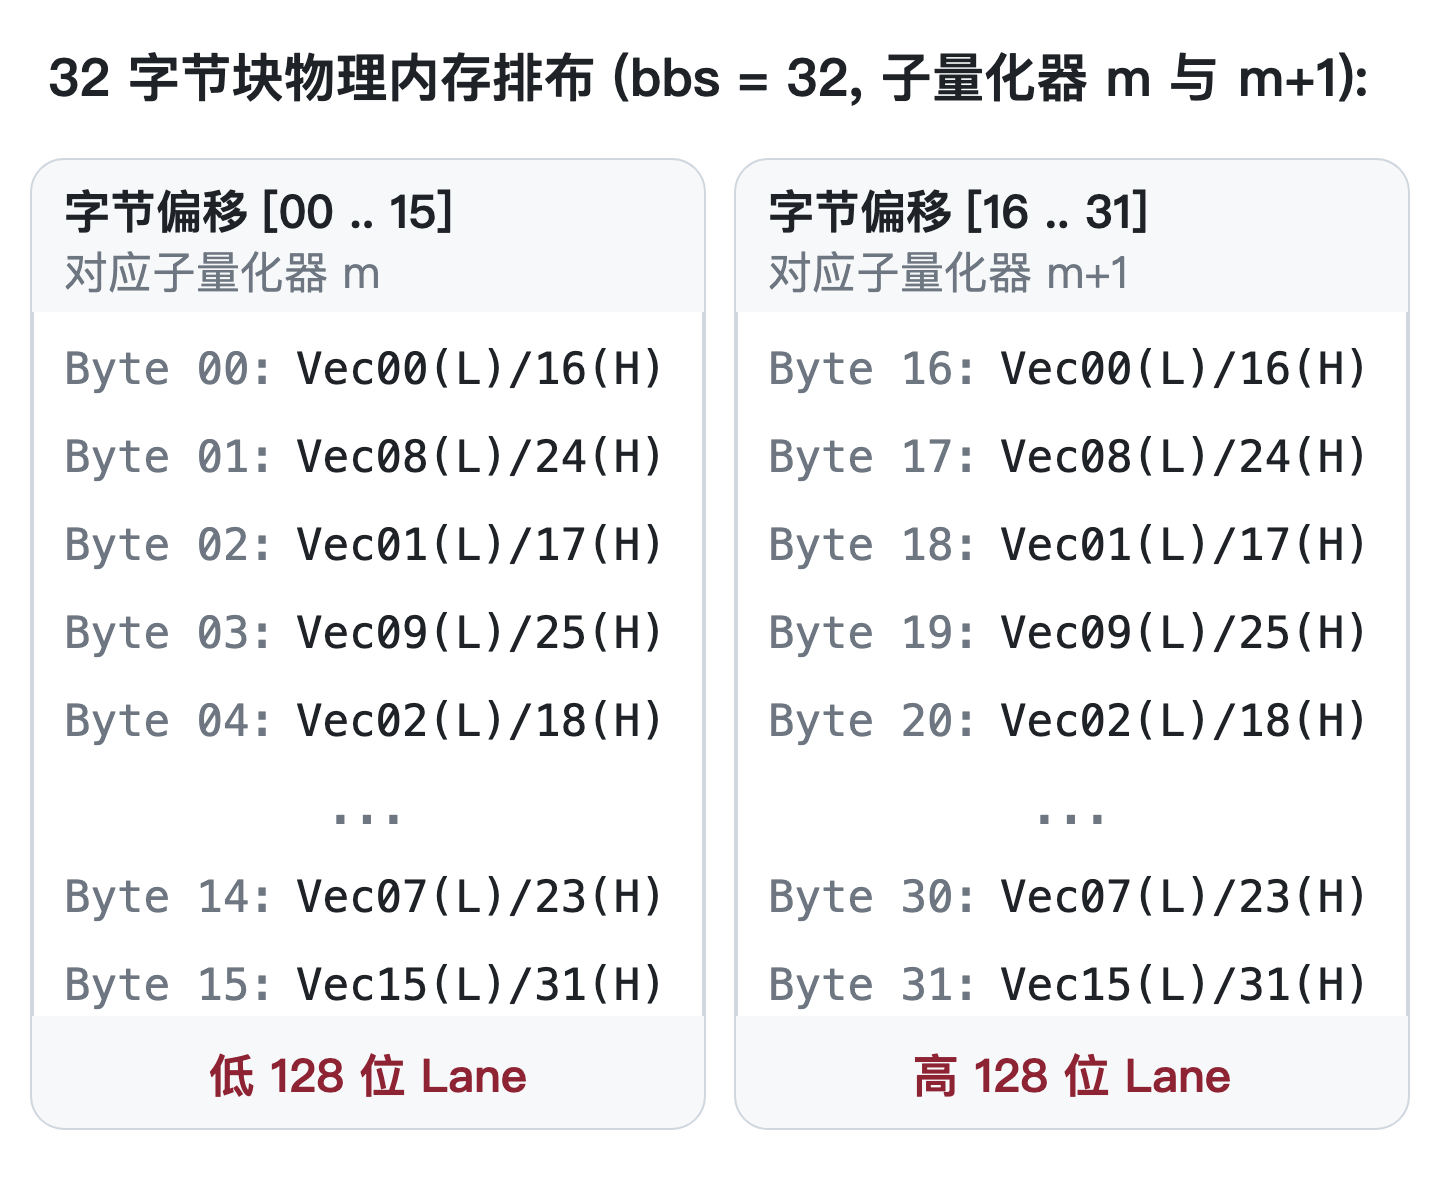 32 字节块物理内存排布 (bbs = 32, 子量化器 m 与 m+1):
字节偏移 [00 .. 15]
对应子量化器 m
Byte 00: Vec00(L)/16(H)
Byte 01: Vec08(L)/24(H)
Byte 02: Vec01(L)/17(H)
Byte 03: Vec09(L)/25(H)
Byte 04: Vec02(L)/18(H)
...
Byte 14: Vec07(L)/23(H)
Byte 15: Vec15(L)/31(H)
低 128 位 Lane
字节偏移 [16 .. 31]
对应子量化器 m+1
Byte 16: Vec00(L)/16(H)
Byte 17: Vec08(L)/24(H)
Byte 18: Vec01(L)/17(H)
Byte 19: Vec09(L)/25(H)
Byte 20: Vec02(L)/18(H)
...
Byte 30: Vec07(L)/23(H)
Byte 31: Vec15(L)/31(H)
高 128 位 Lane